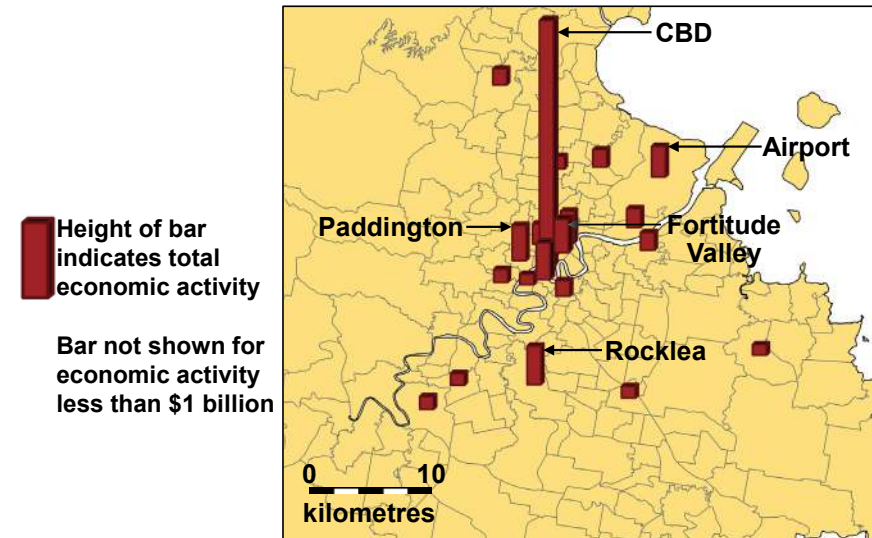 CBD
Airport
Paddington
Fortitude
Valley
Height of bar
indicates total
economic activity
Bar not shown for
economic activity
less than $1 billion
Rocklea
0 10
kilometres